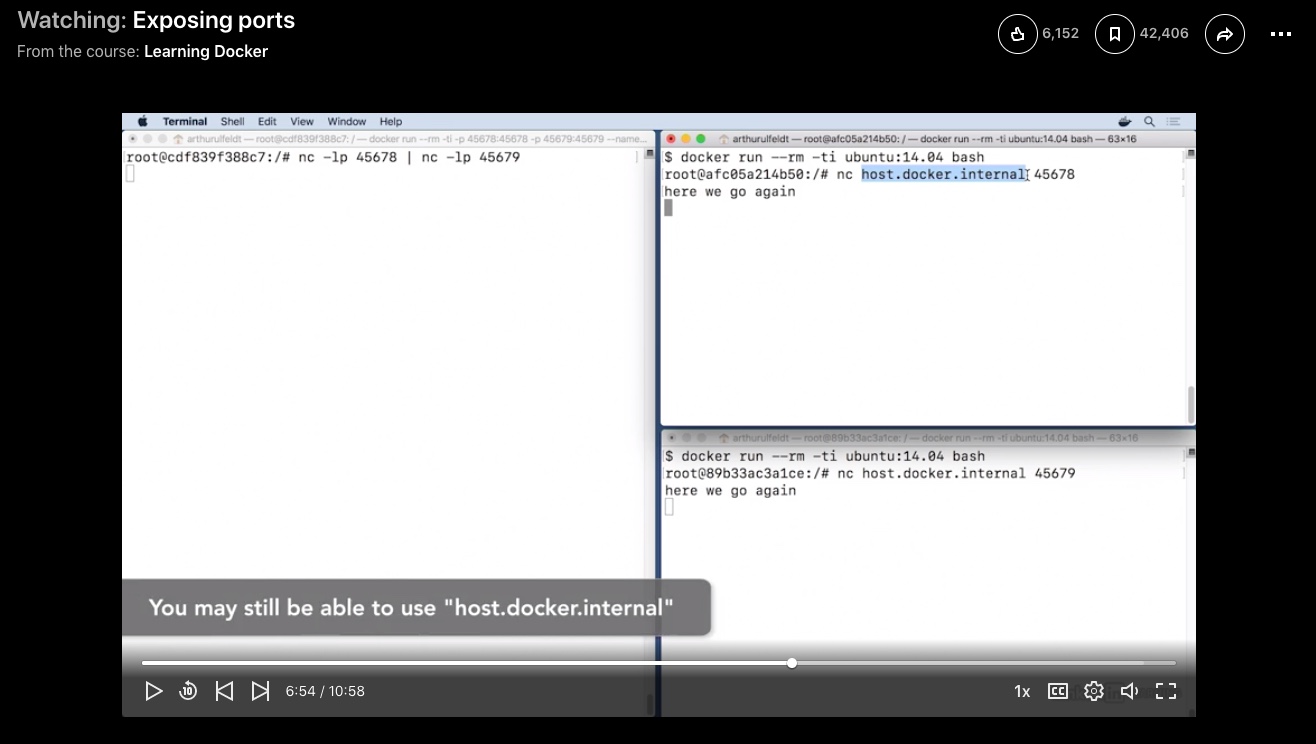 Watching: Exposing ports
From the course: Learning Docker
6,152
42,406
Terminal Shell Edit View Window Help
arthurulfeldt — root@cdf839f388c7: / — docker run --rm -ti -p 45678:45678 -p 45679:45679 --name...
root@cdf839f388c7:/# nc -lp 45678 | nc -lp 45679
arthurulfeldt — root@afc05a214b50: / — docker run --rm -ti ubuntu:14.04 bash — 63×16
$ docker run --rm -ti ubuntu:14.04 bash
root@afc05a214b50:/# nc host.docker.internal 45678
here we go again
arthurulfeldt — root@89b33ac3a1ce: / — docker run --rm -ti ubuntu:14.04 bash — 63×16
$ docker run --rm -ti ubuntu:14.04 bash
root@89b33ac3a1ce:/# nc host.docker.internal 45679
here we go again
You may still be able to use "host.docker.internal"
10
6:54 / 10:58
1x
CC